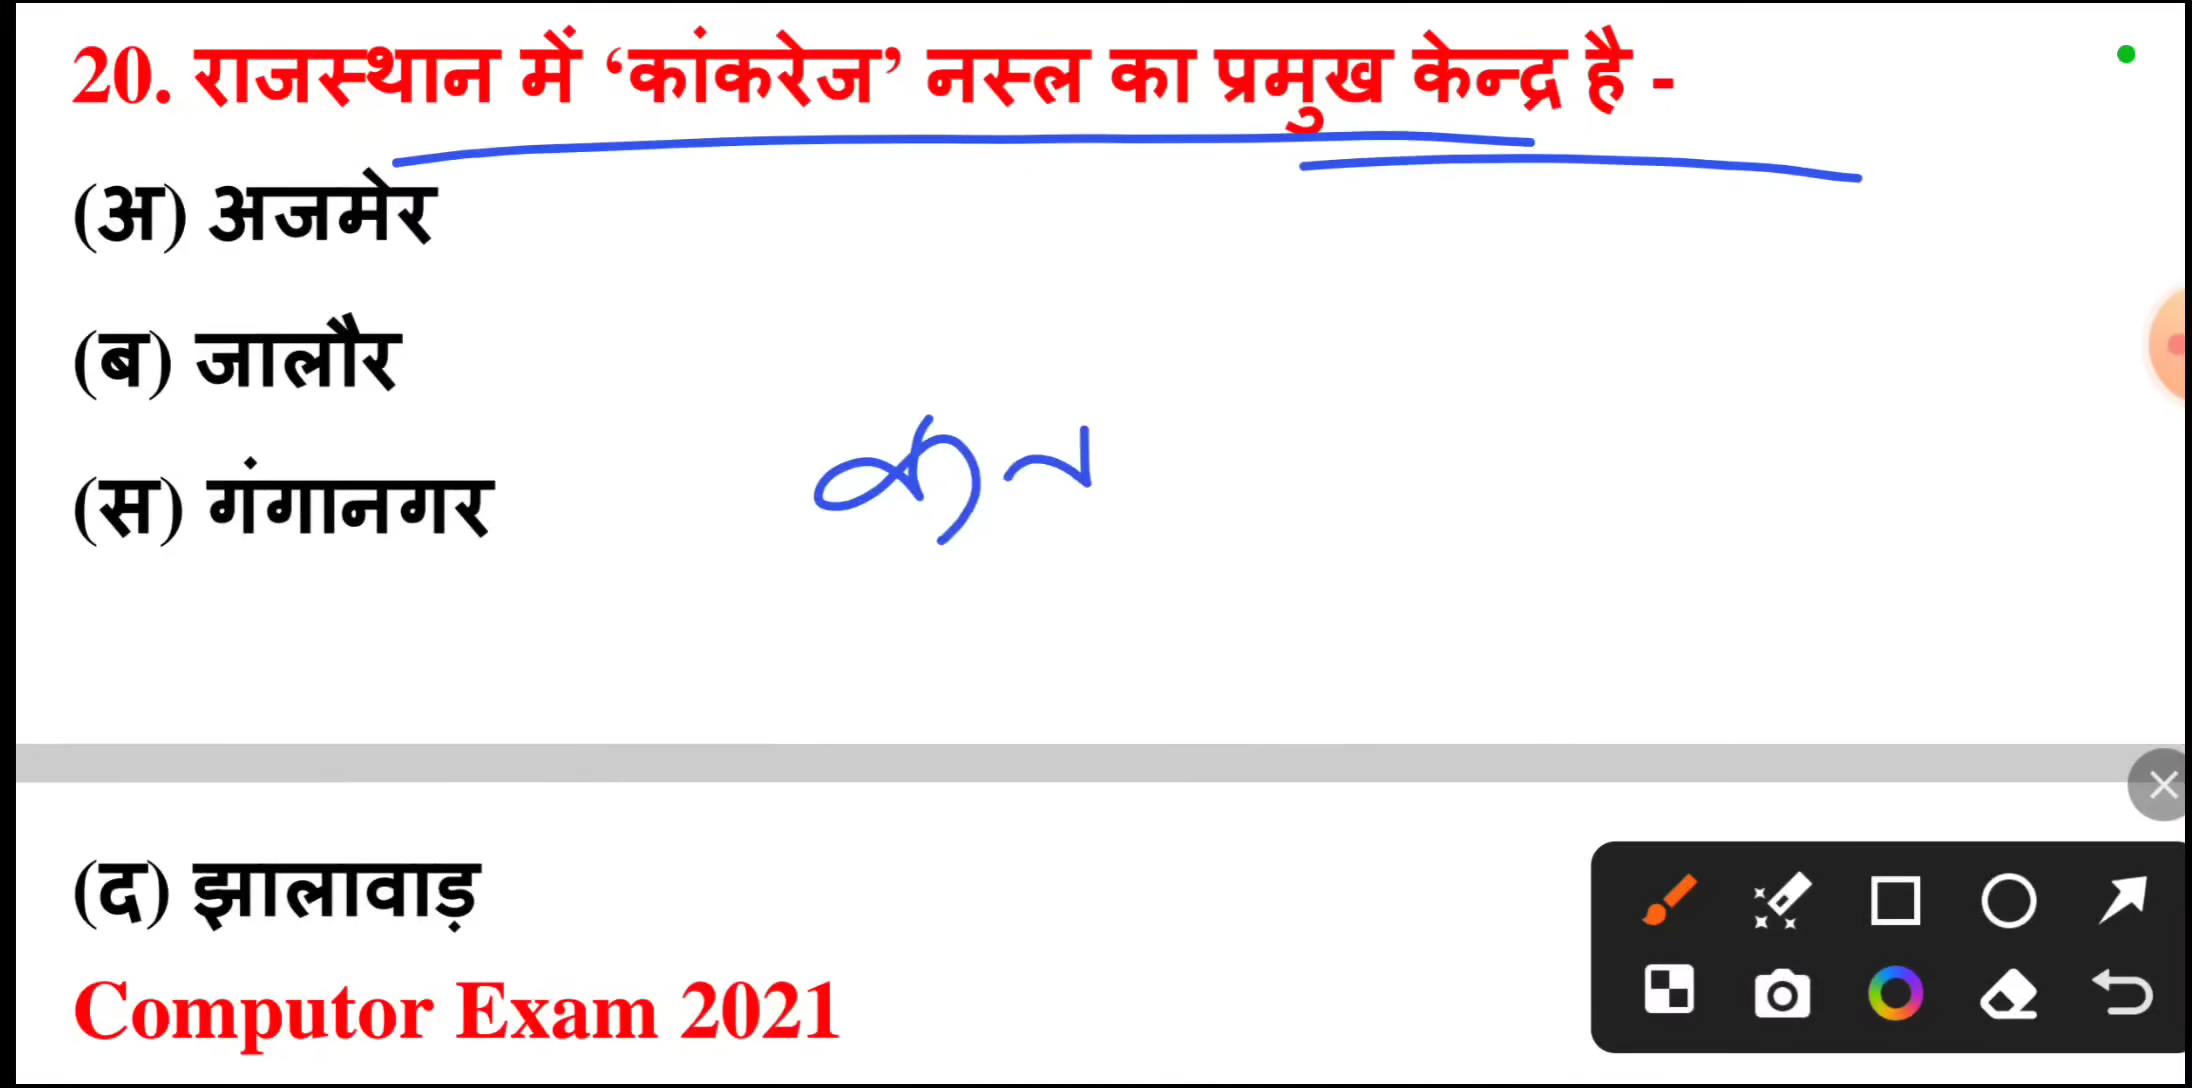 20. राजस्थान में ‘कांकरेज’ नस्ल का प्रमुख केन्द्र है -
(अ) अजमेर
(ब) जालौर
(स) गंगानगर
(द) झालावाड़
Computor Exam 2021